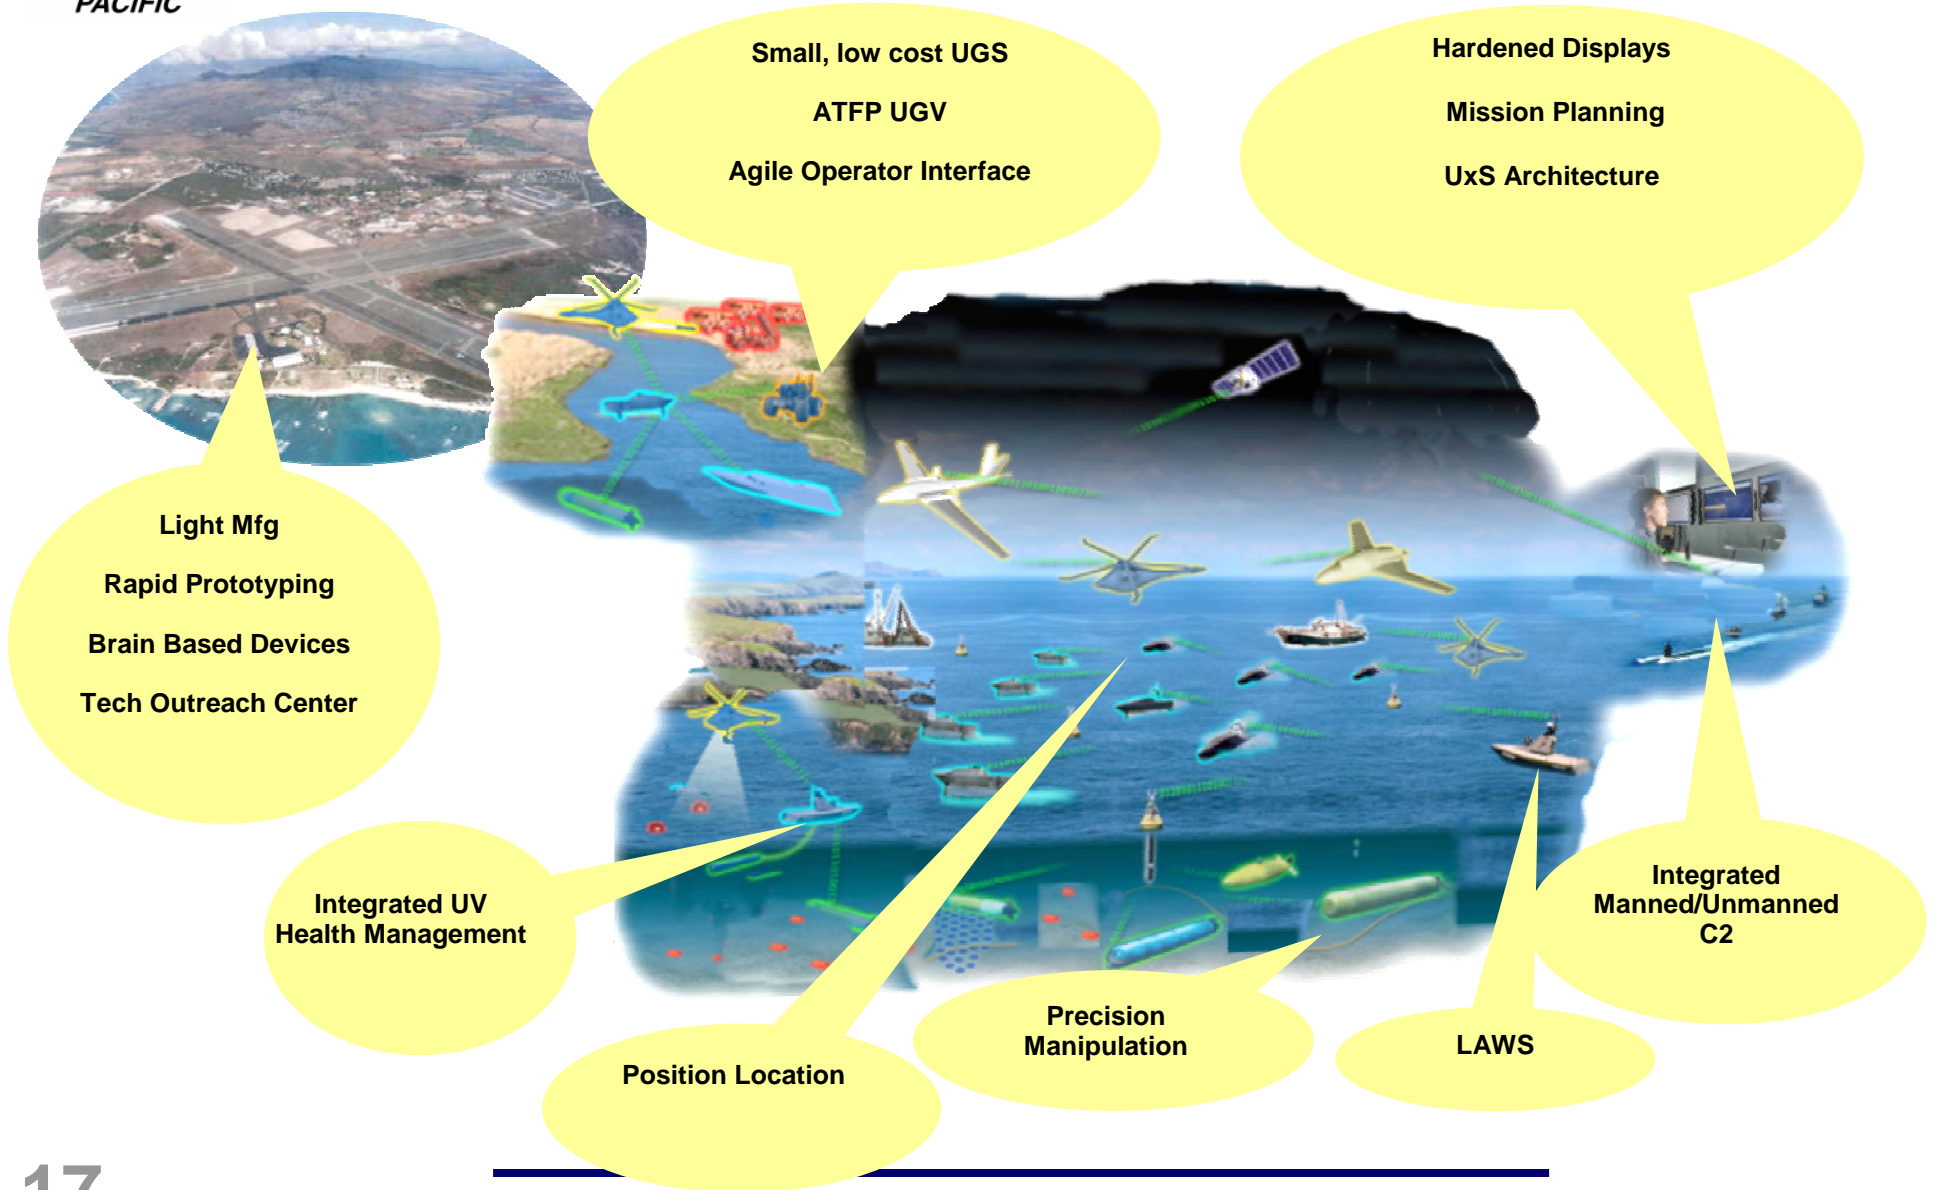 PACIFIC
Small, low cost UGS
ATFP UGV
Agile Operator Interface
Hardened Displays
Mission Planning
UxS Architecture
Light Mfg
Rapid Prototyping
Brain Based Devices
Tech Outreach Center
Integrated UV
Health Management
Position Location
Precision
Manipulation
LAWS
Integrated
Manned/Unmanned
C2
17